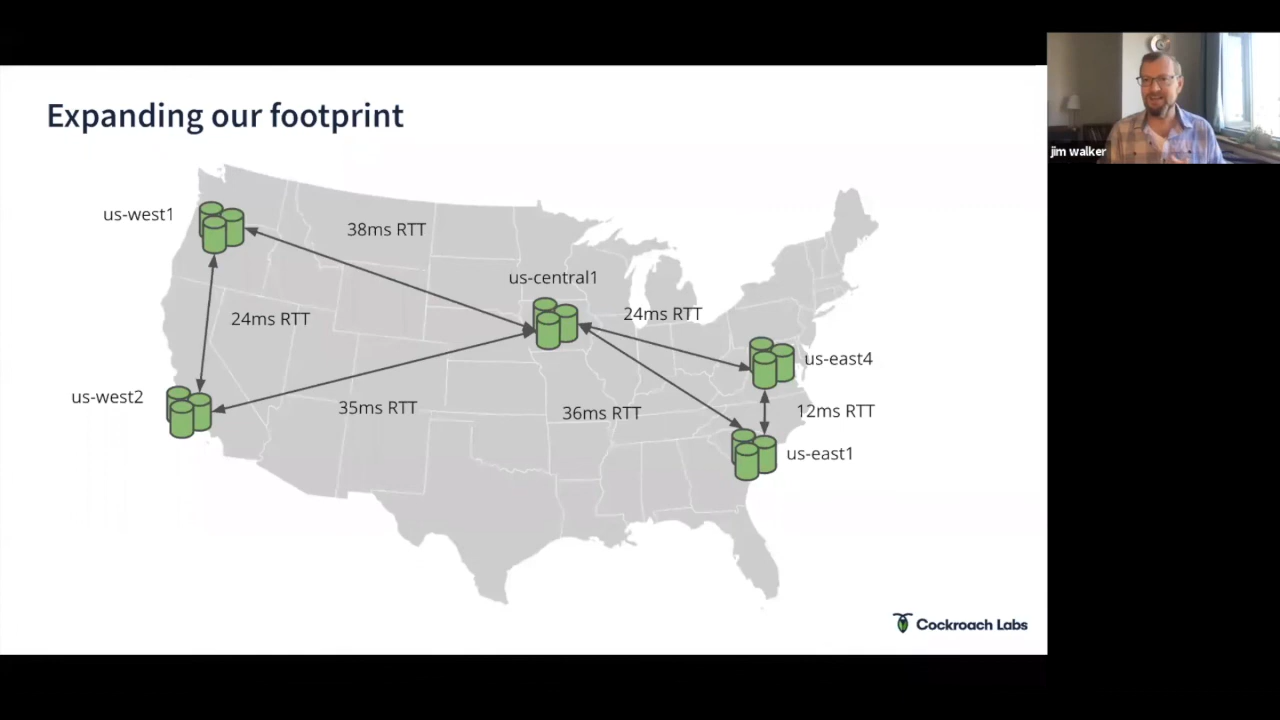 Expanding our footprint
jim walker
us-west1
38ms RTT
us-central1
24ms RTT
24ms RTT
us-east4
us-west2
35ms RTT
36ms RTT
12ms RTT
us-east1
Cockroach Labs